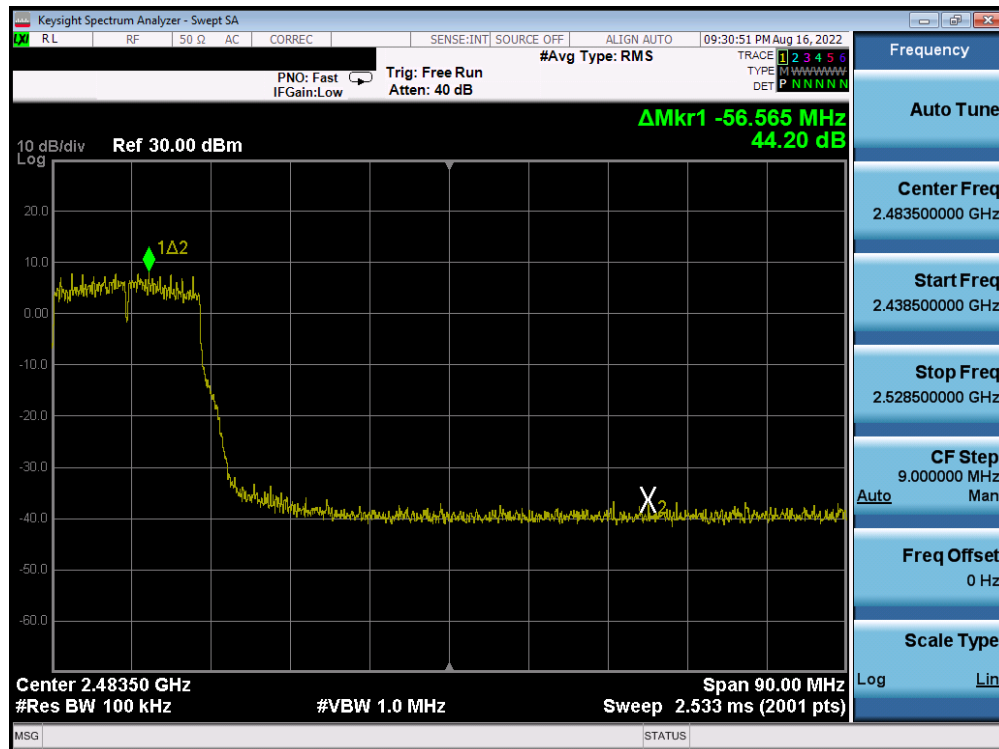 Keysight Spectrum Analyzer - Swept SA
LXI RL RF 50 Ω AC CORREC SENSE:INT SOURCE OFF ALIGN AUTO 09:30:51 PM Aug 16, 2022
#Avg Type: RMS
TRACE 1 2 3 4 5 6
PNO: Fast Trig: Free Run
TYPE M WWWWW
IFGain:Low Atten: 40 dB
DET P N N N N N
ΔMkr1 -56.565 MHz
44.20 dB
10 dB/div Ref 30.00 dBm
Log
20.0
1Δ2
10.0
0.00
-10.0
-20.0
-30.0
X2
-40.0
-50.0
-60.0
Center 2.48350 GHz Span 90.00 MHz
#Res BW 100 kHz #VBW 1.0 MHz Sweep 2.533 ms (2001 pts)
MSG STATUS
Frequency
Auto Tune
Center Freq
2.483500000 GHz
Start Freq
2.438500000 GHz
Stop Freq
2.528500000 GHz
CF Step
9.000000 MHz
Auto Man
Freq Offset
0 Hz
Scale Type
Log Lin